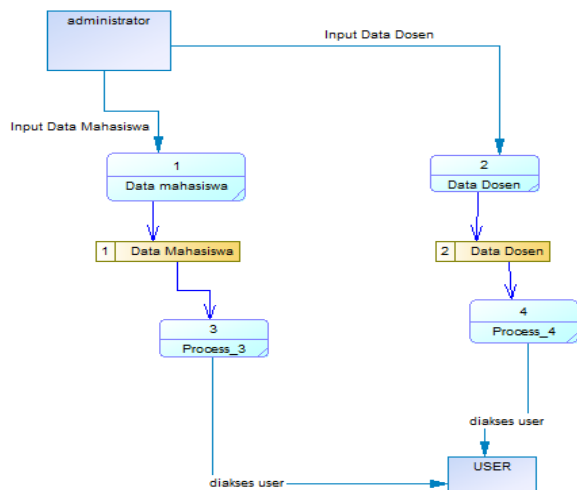 administrator
Input Data Dosen
Input Data Mahasiswa
1
Data mahasiswa
2
Data Dosen
1 Data Mahasiswa
2 Data Dosen
3
Process_3
4
Process_4
diakses user
USER
diakses user